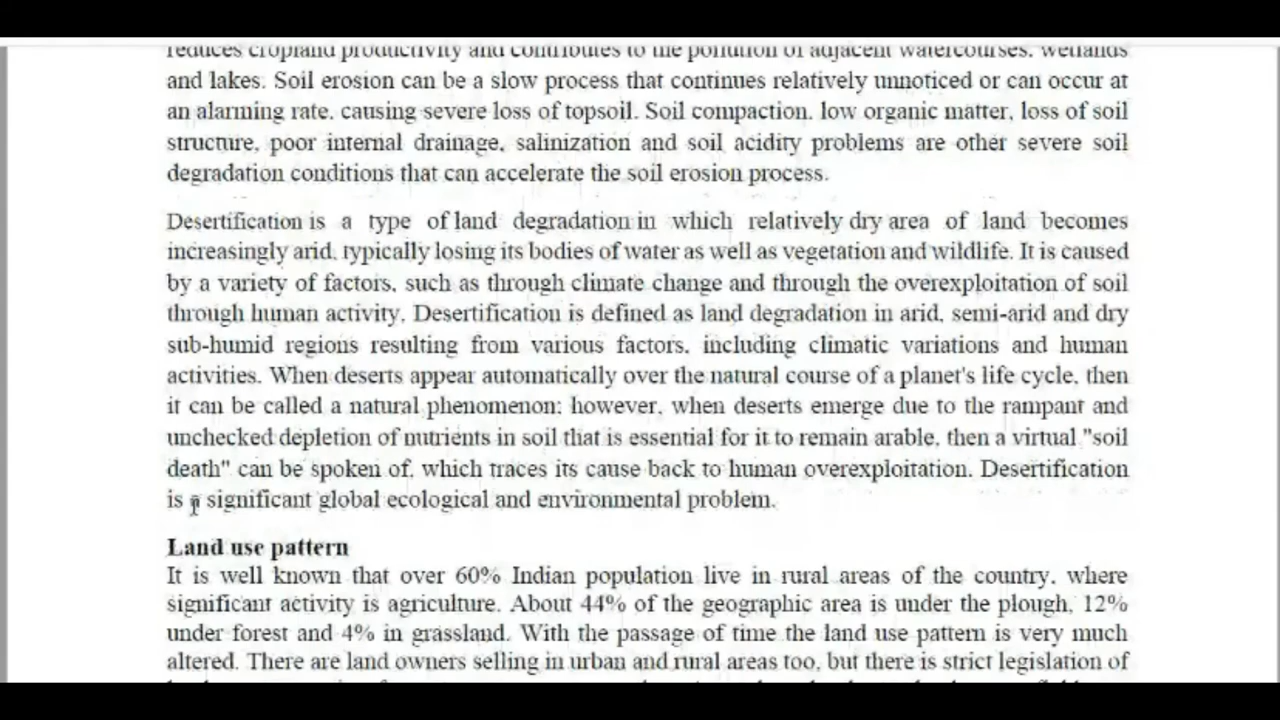 reduces cropland productivity and contributes to the pollution of adjacent watercourses, wetlands
and lakes. Soil erosion can be a slow process that continues relatively unnoticed or can occur at
an alarming rate, causing severe loss of topsoil. Soil compaction, low organic matter, loss of soil
structure, poor internal drainage, salinization and soil acidity problems are other severe soil
degradation conditions that can accelerate the soil erosion process.
Desertification is a type of land degradation in which relatively dry area of land becomes
increasingly arid, typically losing its bodies of water as well as vegetation and wildlife. It is caused
by a variety of factors, such as through climate change and through the overexploitation of soil
through human activity. Desertification is defined as land degradation in arid, semi-arid and dry
sub-humid regions resulting from various factors, including climatic variations and human
activities. When deserts appear automatically over the natural course of a planet's life cycle, then
it can be called a natural phenomenon; however, when deserts emerge due to the rampant and
unchecked depletion of nutrients in soil that is essential for it to remain arable, then a virtual "soil
death" can be spoken of, which traces its cause back to human overexploitation. Desertification
is a significant global ecological and environmental problem.
Land use pattern
It is well known that over 60% Indian population live in rural areas of the country, where
significant activity is agriculture. About 44% of the geographic area is under the plough, 12%
under forest and 4% in grassland. With the passage of time the land use pattern is very much
altered. There are land owners selling in urban and rural areas too, but there is strict legislation of